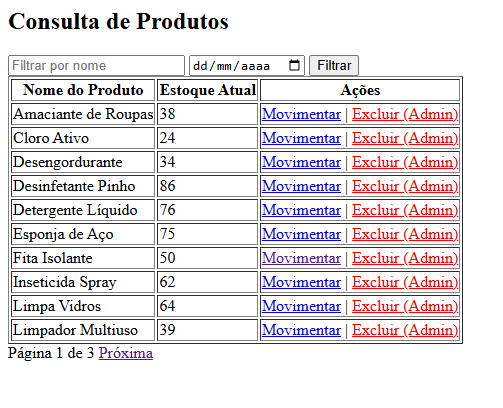 Consulta de Produtos
Filtrar por nome dd/mm/aaaa Filtrar
Nome do Produto Estoque Atual Ações
Amaciante de Roupas 38 Movimentar | Excluir (Admin)
Cloro Ativo 24 Movimentar | Excluir (Admin)
Desengordurante 34 Movimentar | Excluir (Admin)
Desinfetante Pinho 86 Movimentar | Excluir (Admin)
Detergente Líquido 76 Movimentar | Excluir (Admin)
Esponja de Aço 75 Movimentar | Excluir (Admin)
Fita Isolante 50 Movimentar | Excluir (Admin)
Inseticida Spray 62 Movimentar | Excluir (Admin)
Limpa Vidros 64 Movimentar | Excluir (Admin)
Limpador Multiuso 39 Movimentar | Excluir (Admin)
Página 1 de 3 Próxima